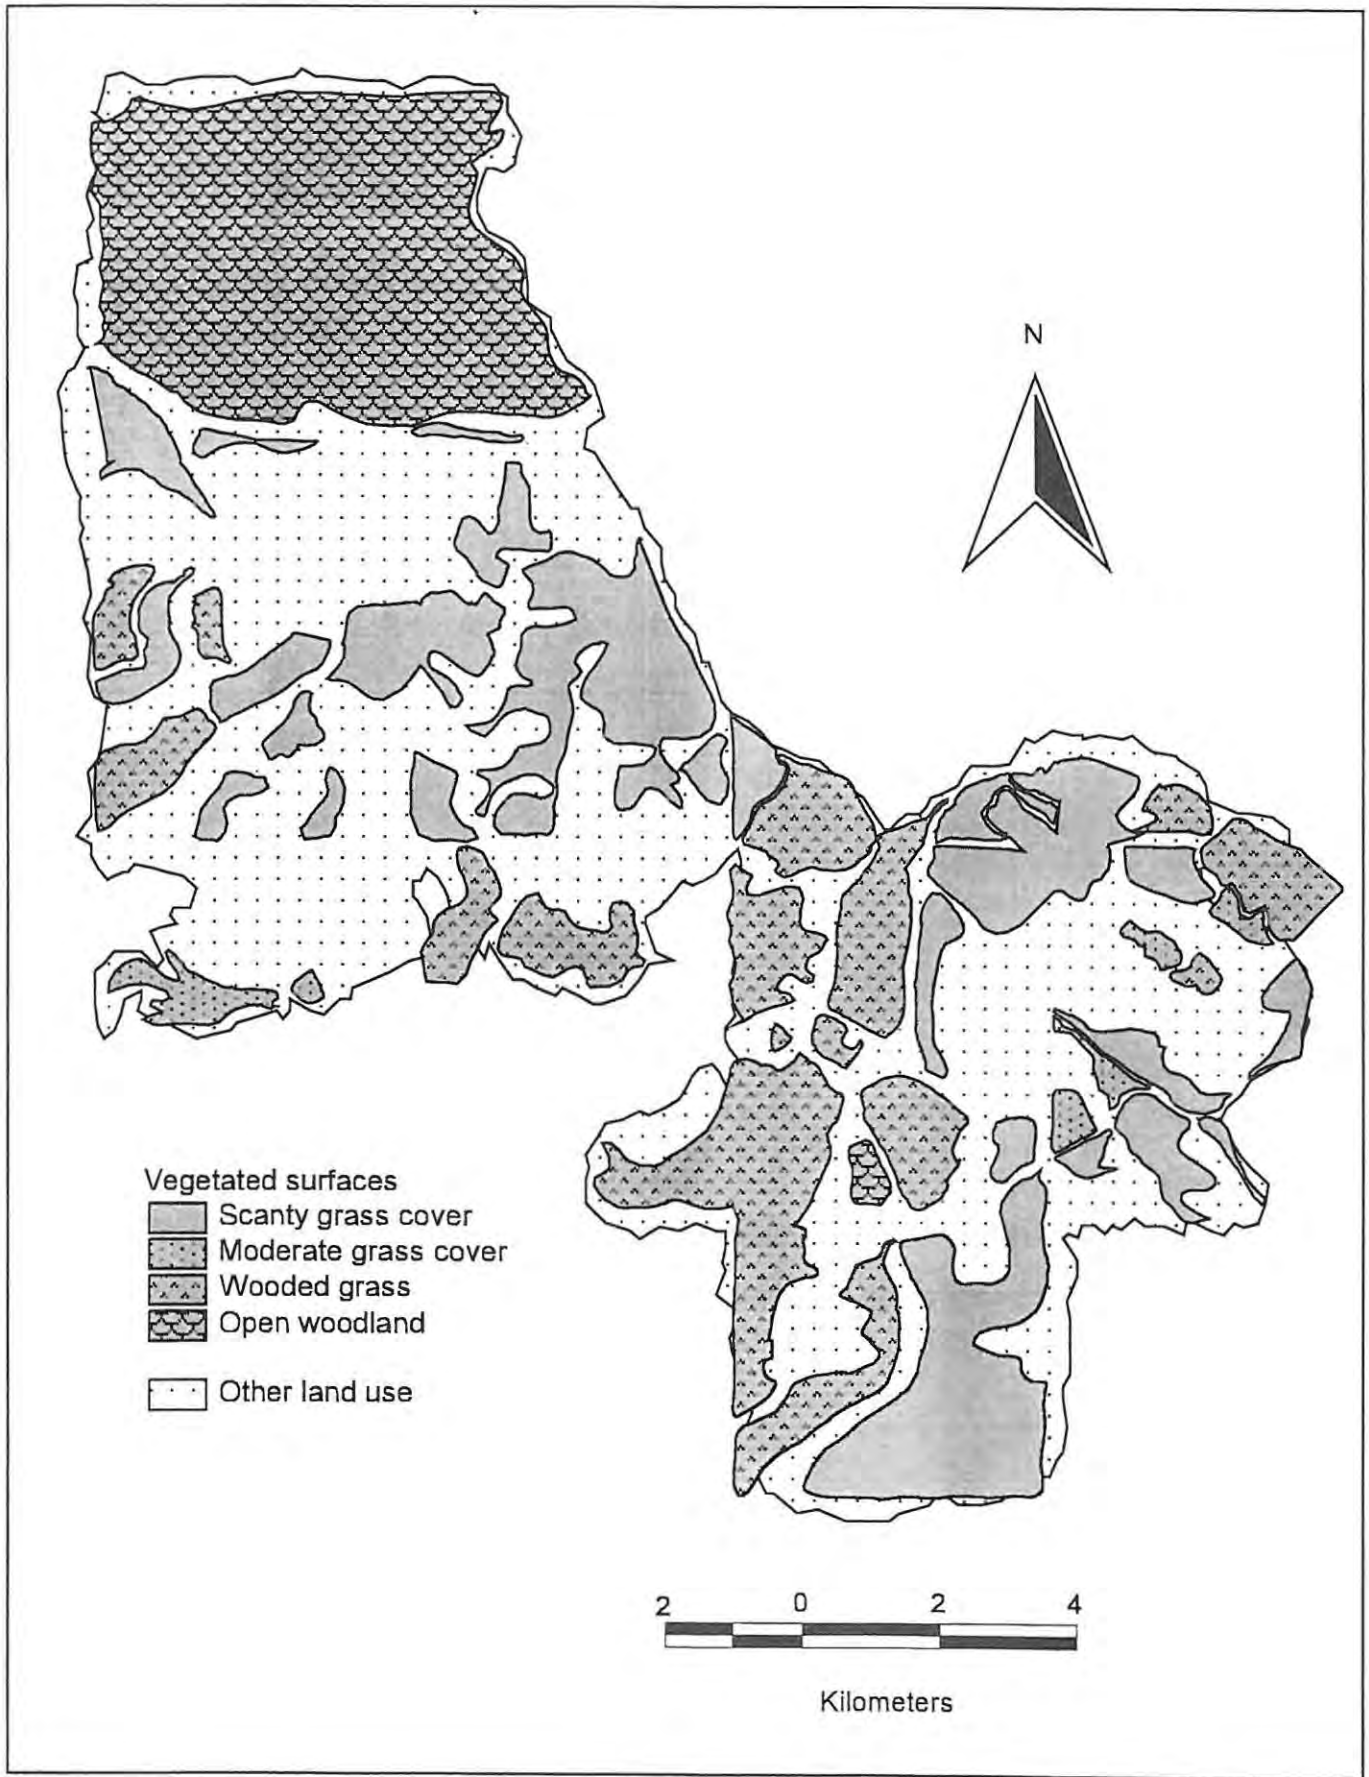 N
Vegetated surfaces
Scanty grass cover
Moderate grass cover
Wooded grass
Open woodland
Other land use
2 0 2 4
Kilometers